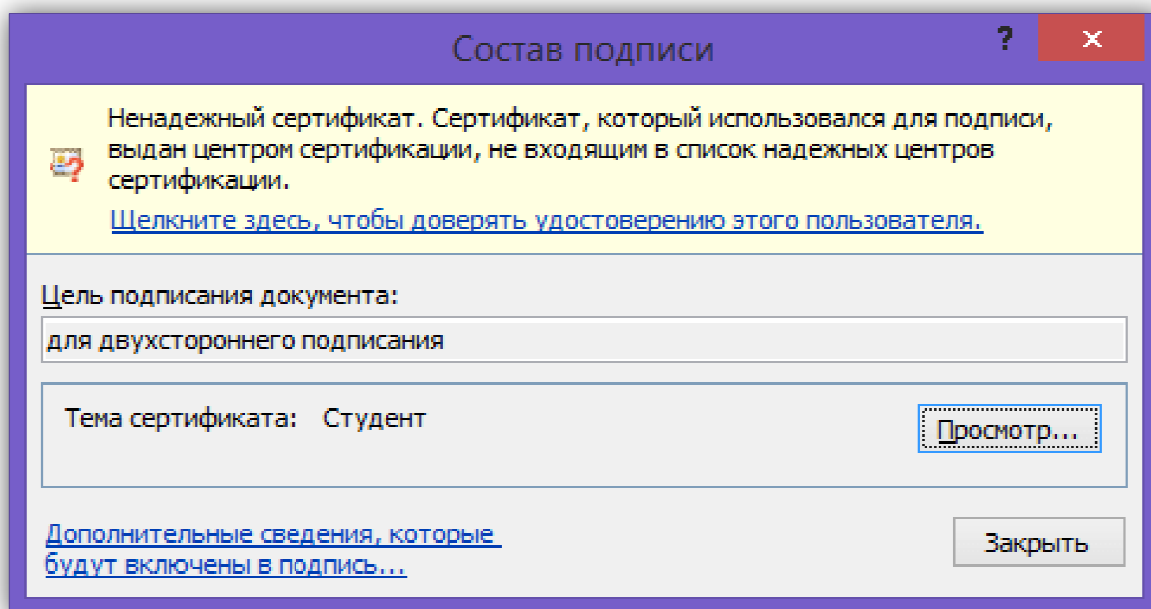 Состав подписи
?
Ненадежный сертификат. Сертификат, который использовался для подписи,
выдан центром сертификации, не входящим в список надежных центров
сертификации.
Щелкните здесь, чтобы доверять удостоверению этого пользователя.
Цель подписания документа:
для двухстороннего подписания
Тема сертификата: Студент
Просмотр...
Дополнительные сведения, которые
будут включены в подпись...
Закрыть